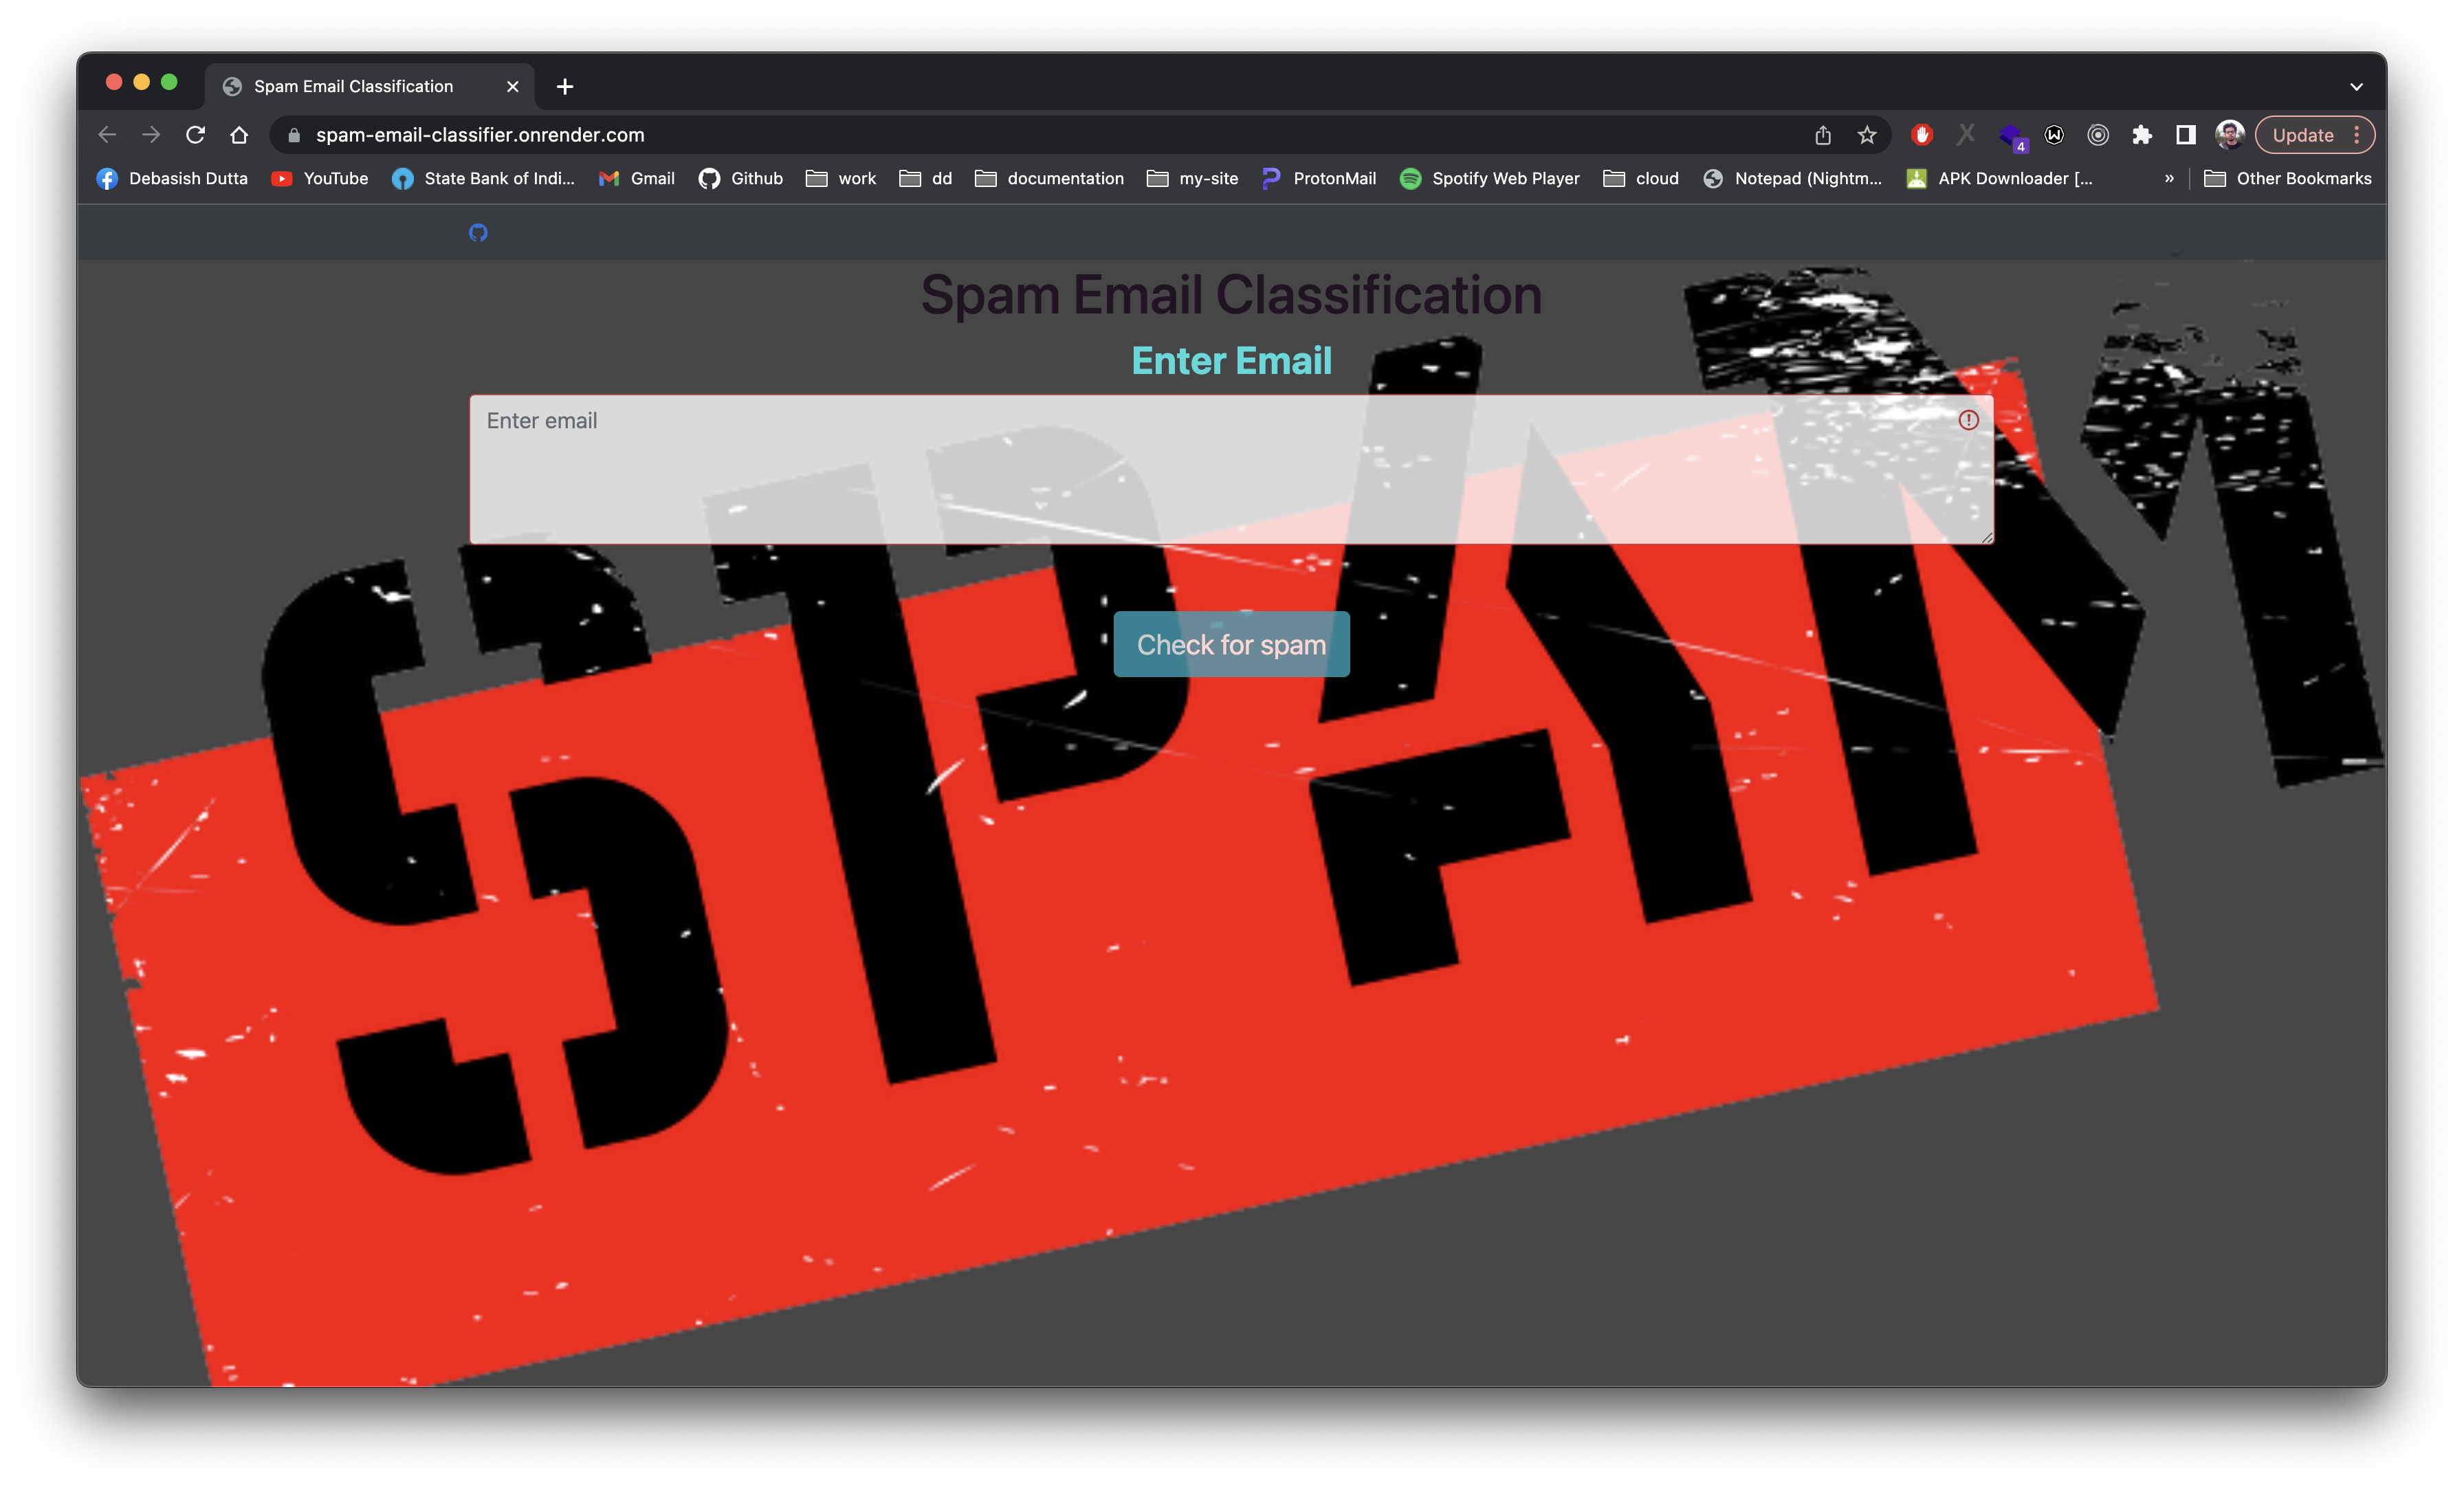 Spam Email Classification
spam-email-classifier.onrender.com
4
Update
Debasish Dutta YouTube State Bank of Indi... Gmail Github work dd documentation my-site ProtonMail Spotify Web Player cloud Notepad (Nightm... APK Downloader [... » Other Bookmarks
Spam Email Classification
Enter Email
Enter email
Check for spam
SPAM